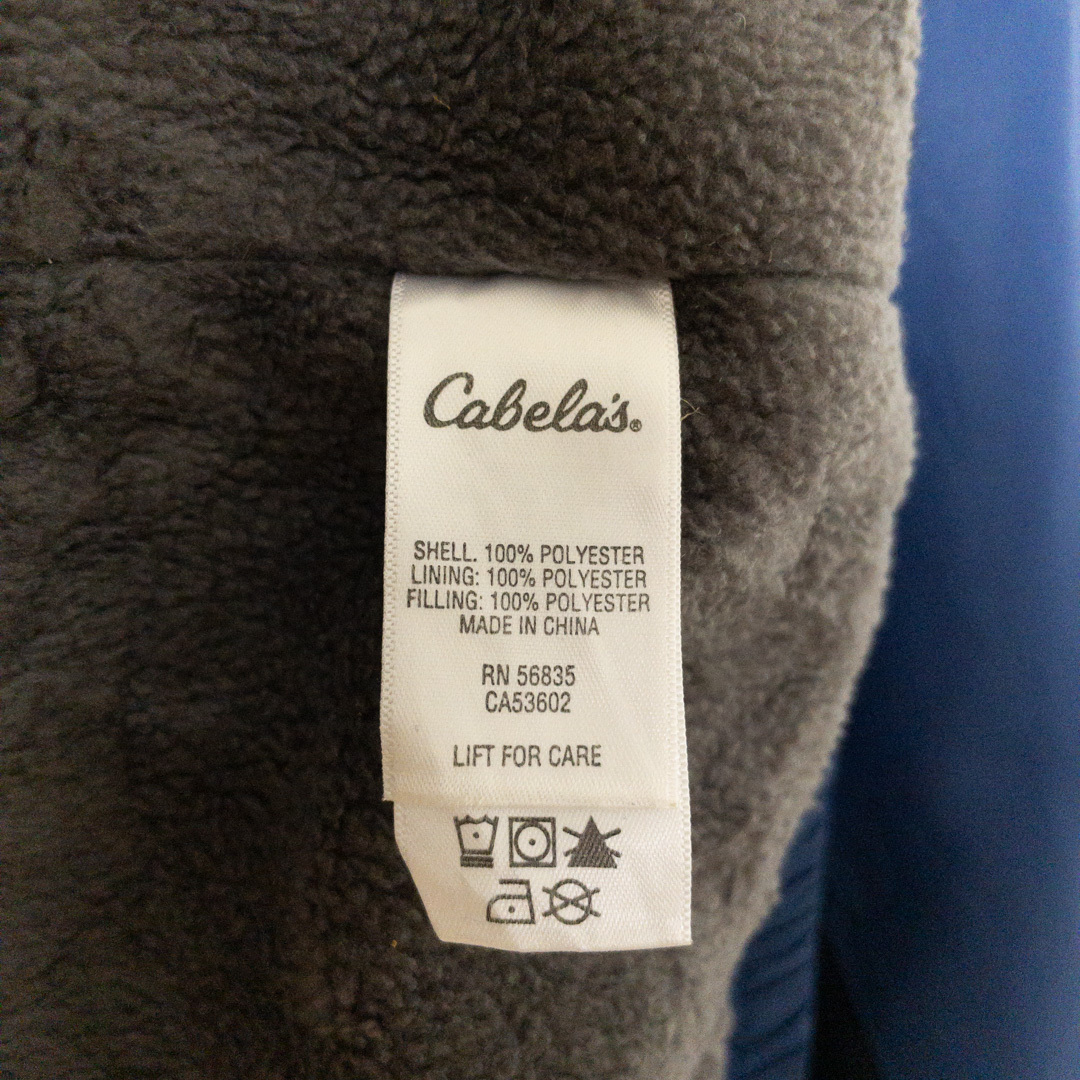 Cabela's®
SHELL. 100% POLYESTER
LINING: 100% POLYESTER
FILLING: 100% POLYESTER
MADE IN CHINA
RN 56835
CA53602
LIFT FOR CARE